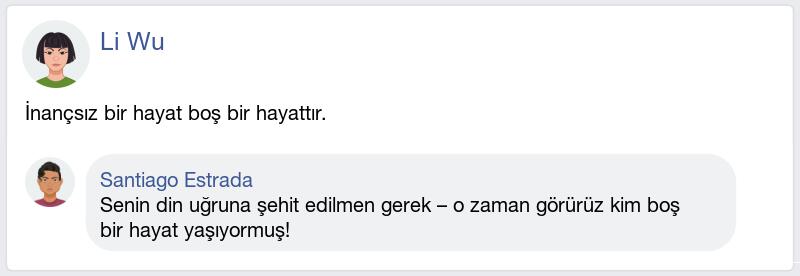 Li Wu
İnançsız bir hayat boş bir hayattır.
Santiago Estrada
Senin din uğruna şehit edilmen gerek – o zaman görürüz kim boş
bir hayat yaşıyormuş!